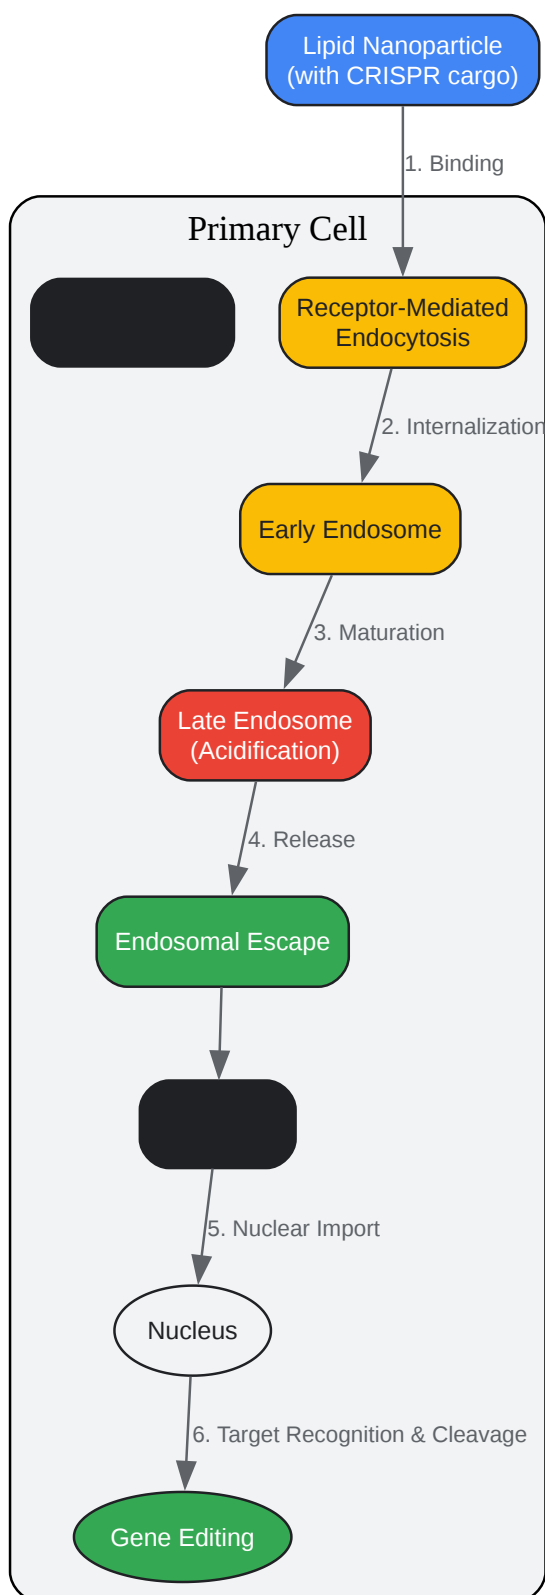 Lipid Nanoparticle
(with CRISPR cargo)
1. Binding
Primary Cell
Receptor-Mediated
Endocytosis
2. Internalization
Early Endosome
3. Maturation
Late Endosome
(Acidification)
4. Release
Endosomal Escape
5. Nuclear Import
Nucleus
6. Target Recognition & Cleavage
Gene Editing